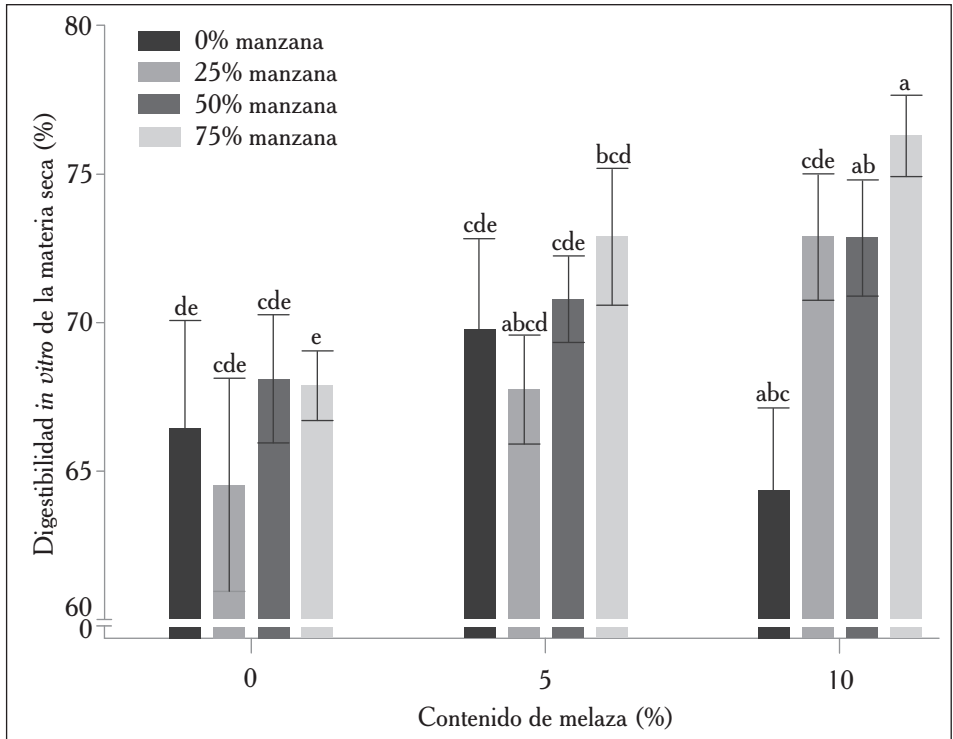 80
0% manzana
25% manzana
50% manzana
75% manzana
75
70
65
60
0
Digestibilidad in vitro de la materia seca (%)
de
cde
cde
e
cde
abcd
cde
bcd
abc
cde
ab
a
0
5
10
Contenido de melaza (%)